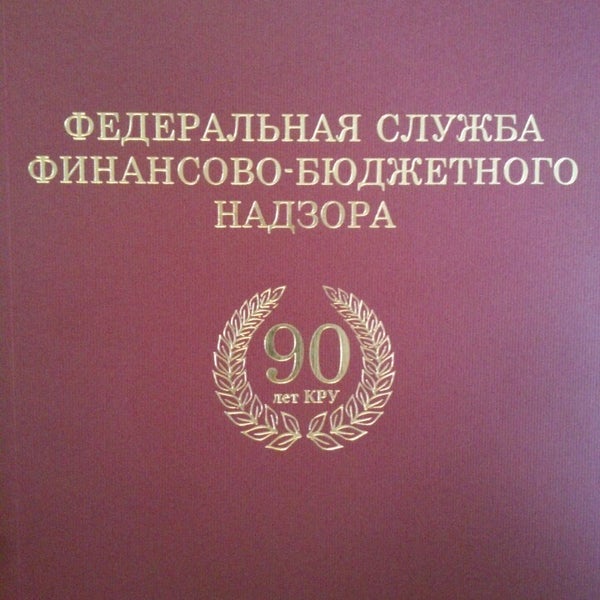 ФЕДЕРАЛЬНАЯ СЛУЖБА
ФИНАНСОВО-БЮДЖЕТНОГО
НАДЗОРА
90
лет КРУ